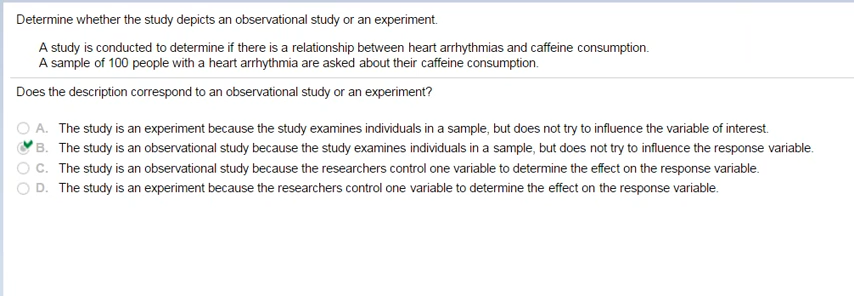 Determine whether the study depicts an observational study or an experiment.
A study is conducted to determine if there is a relationship between heart arrhythmias and caffeine consumption.
A sample of 100 people with a heart arrhythmia are asked about their caffeine consumption.
Does the description correspond to an observational study or an experiment?
A. The study is an experiment because the study examines individuals in a sample, but does not try to influence the variable of interest.
B. The study is an observational study because the study examines individuals in a sample, but does not try to influence the response variable.
C. The study is an observational study because the researchers control one variable to determine the effect on the response variable.
D. The study is an experiment because the researchers control one variable to determine the effect on the response variable.